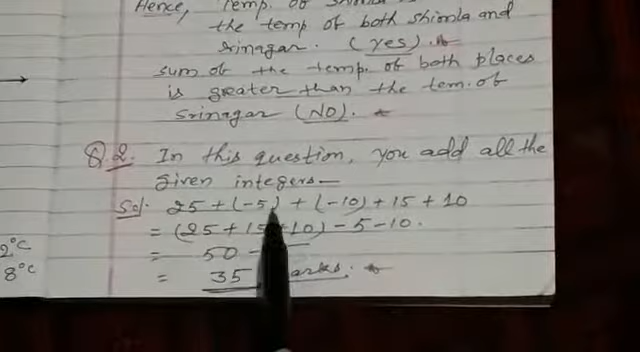 Hence, Temp. of
the temp of both shimla and
srinagar. (yes).
sum of the temp. of both places
is greater than the tem. of
Srinagar (NO).
Q.2. In this question, you add all the
given integers—
Sol. 25 + (-5) + (-10) + 15 + 10
= (25 + 15 +10) - 5 - 10.
2°C
= 50 -
8°C
= 35 arks.